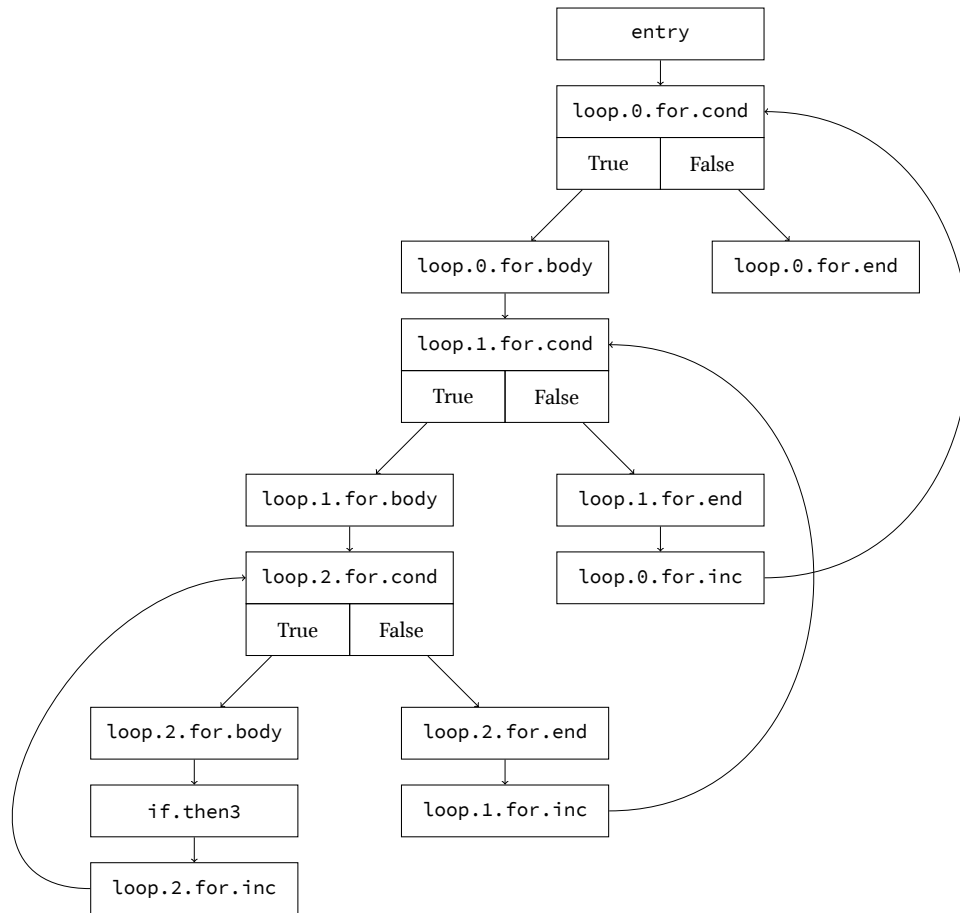 entry
loop.0.for.cond
True False
loop.0.for.body loop.0.for.end
loop.1.for.cond
True False
loop.1.for.body loop.1.for.end
loop.2.for.cond loop.0.for.inc
True False
loop.2.for.body loop.2.for.end
if.then3 loop.1.for.inc
loop.2.for.inc